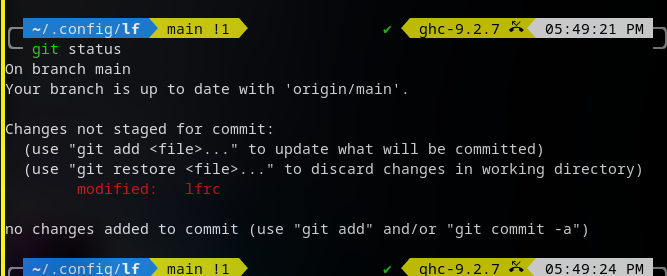 ~/.config/lf main !1 ✔ ghc-9.2.7 05:49:21 PM
git status
On branch main
Your branch is up to date with 'origin/main'.
Changes not staged for commit:
(use "git add <file>..." to update what will be committed)
(use "git restore <file>..." to discard changes in working directory)
modified: lfrc
no changes added to commit (use "git add" and/or "git commit -a")
~/.config/lf main !1 ✔ ghc-9.2.7 05:49:24 PM